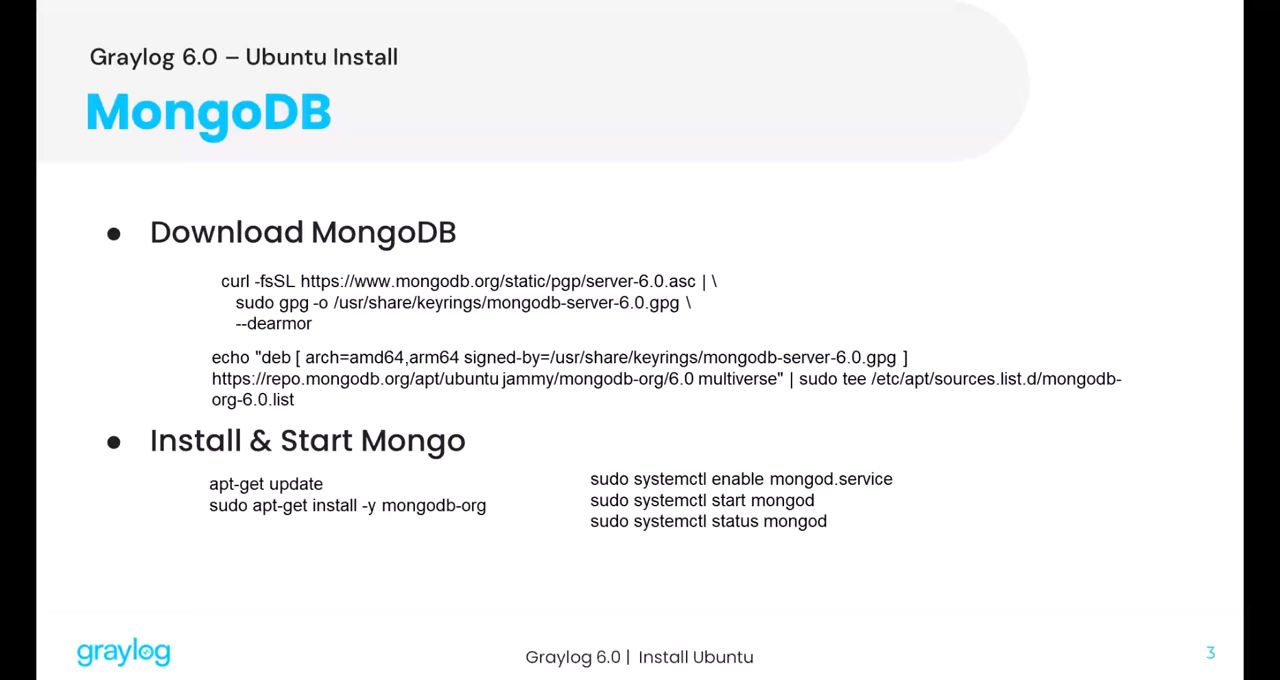 Graylog 6.0 – Ubuntu Install
MongoDB
● Download MongoDB
curl -fsSL https://www.mongodb.org/static/pgp/server-6.0.asc | \
sudo gpg -o /usr/share/keyrings/mongodb-server-6.0.gpg \
--dearmor
echo "deb [ arch=amd64,arm64 signed-by=/usr/share/keyrings/mongodb-server-6.0.gpg ]
https://repo.mongodb.org/apt/ubuntu jammy/mongodb-org/6.0 multiverse" | sudo tee /etc/apt/sources.list.d/mongodb-
org-6.0.list
● Install & Start Mongo
apt-get update
sudo apt-get install -y mongodb-org
sudo systemctl enable mongod.service
sudo systemctl start mongod
sudo systemctl status mongod
graylog
Graylog 6.0 | Install Ubuntu
3